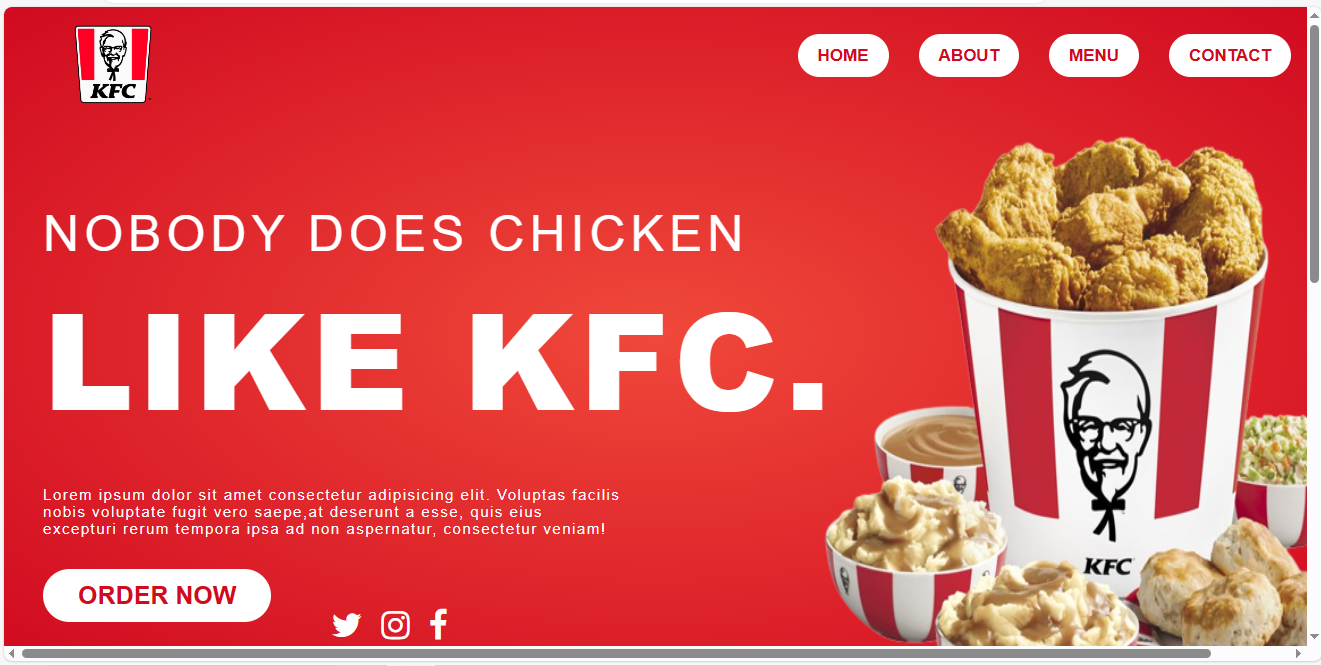 KFC
HOME ABOUT MENU CONTACT
NOBODY DOES CHICKEN
LIKE KFC.
Lorem ipsum dolor sit amet consectetur adipisicing elit. Voluptas facilis
nobis voluptate fugit vero saepe,at deserunt a esse, quis eius
excepturi rerum tempora ipsa ad non aspernatur, consectetur veniam!
ORDER NOW
KFC